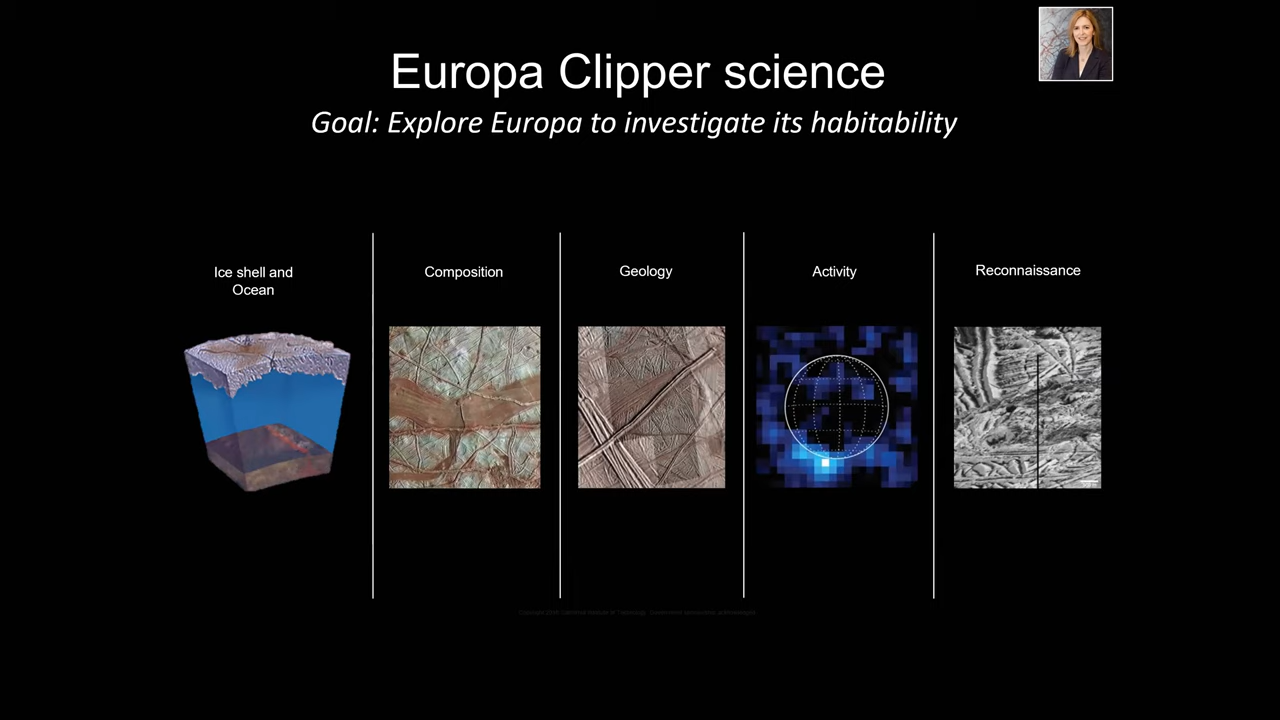 Europa Clipper science
Goal: Explore Europa to investigate its habitability
Ice shell and
Ocean
Composition
Geology
Activity
Reconnaissance